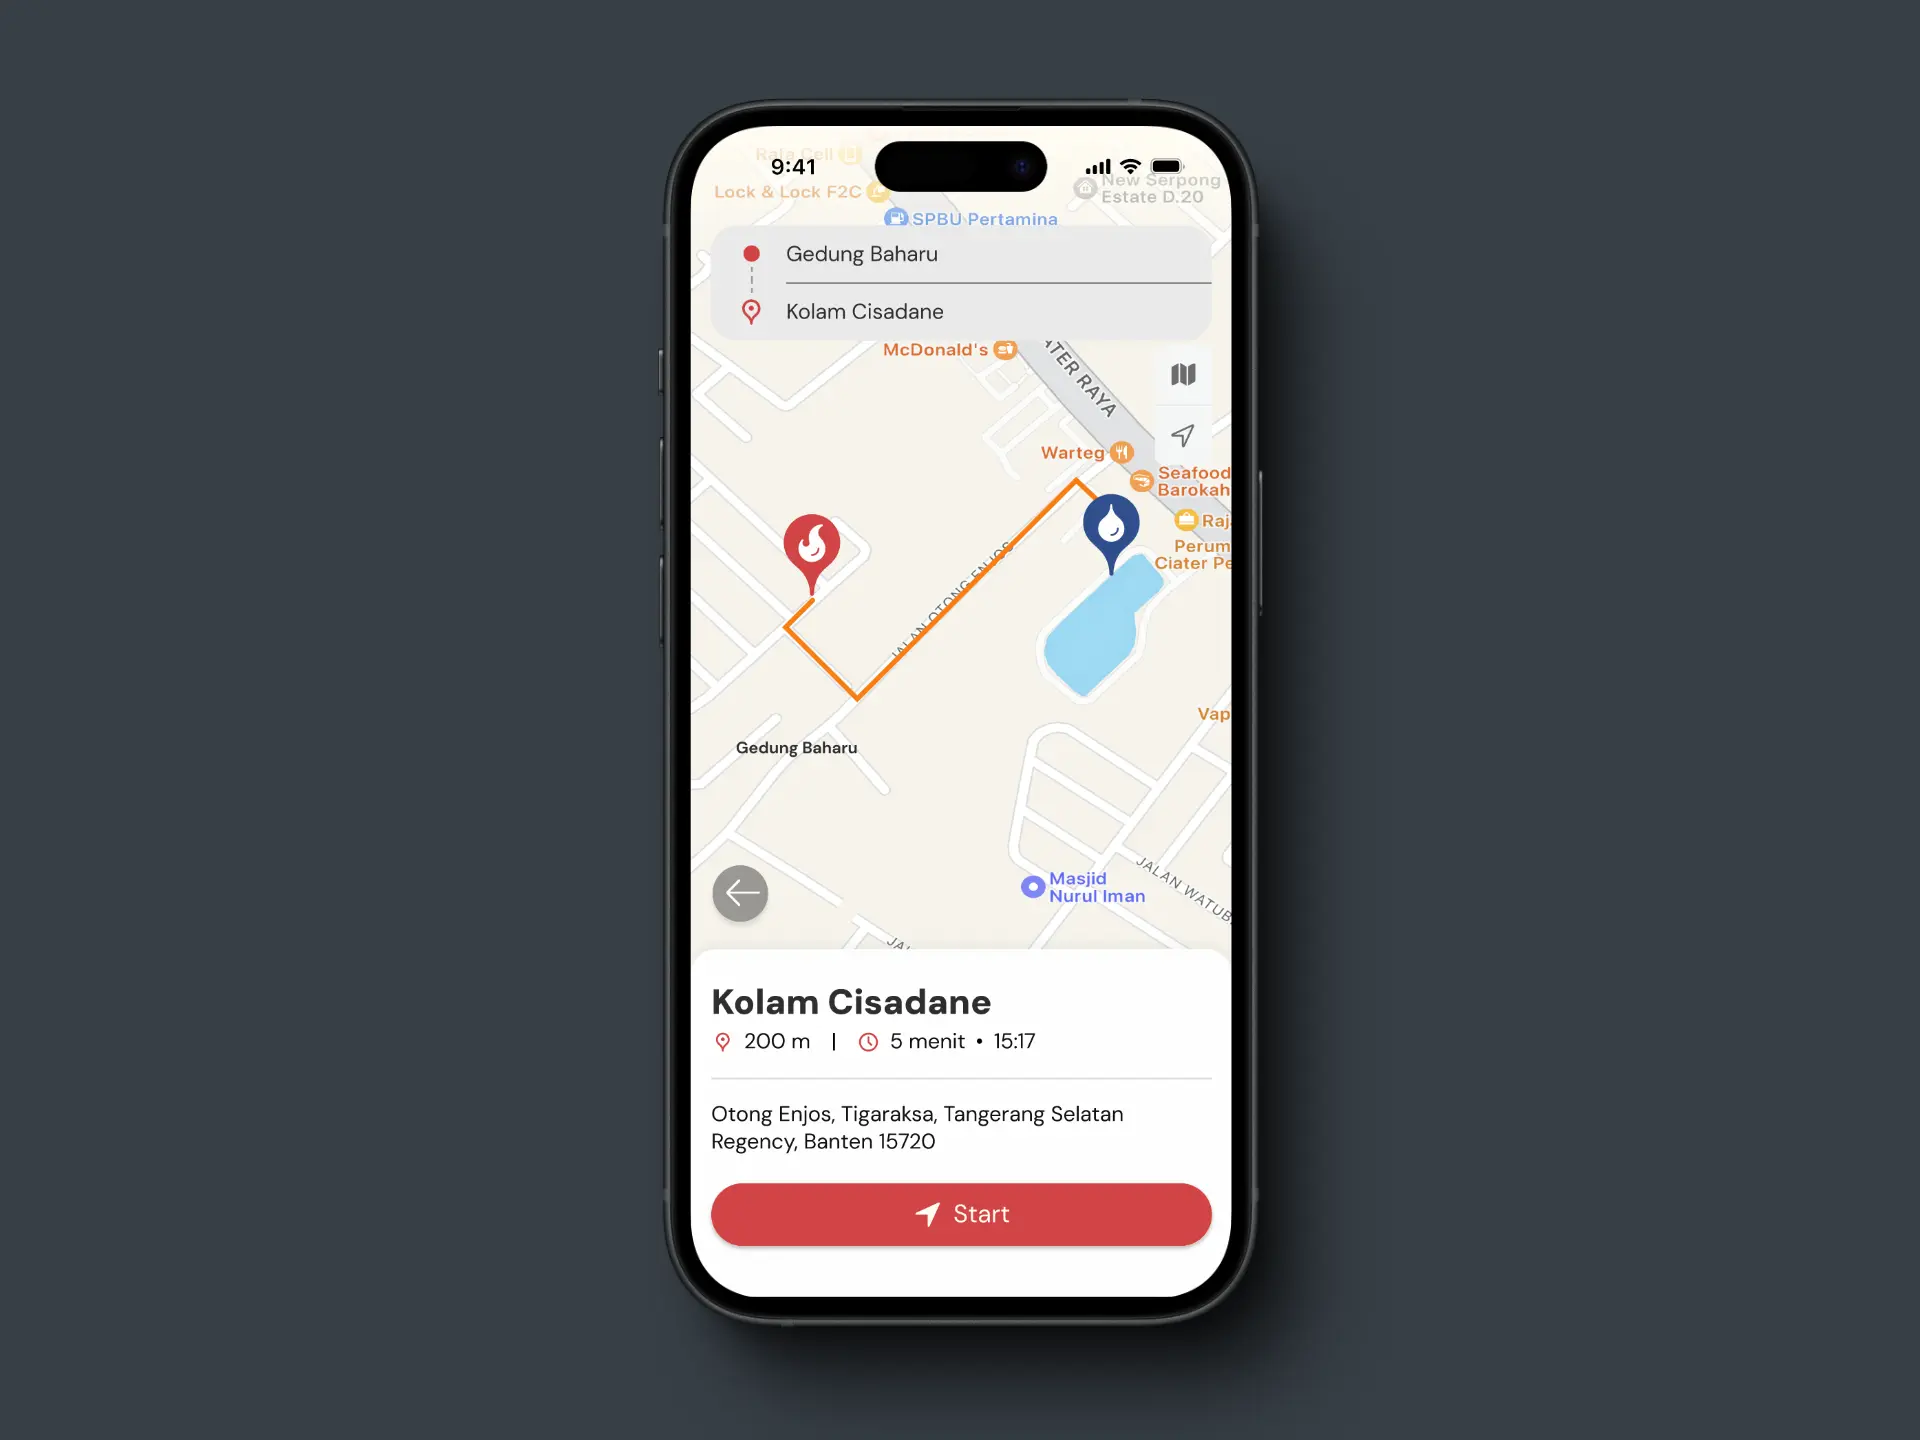 Raja Cell
9:41
Lock & Lock F2C
New Serpong
Estate D.20
SPBU Pertamina
Gedung Baharu
Kolam Cisadane
McDonald's
ATER RAYA
Warteg
Seafood
Barokah
Raj
Perum
Ciater Pe
JALAN OTONG ENJOS
Vap
Gedung Baharu
Masjid
Nurul Iman
JALAN WATUB
JAL
Kolam Cisadane
200 m | 5 menit • 15:17
Otong Enjos, Tigaraksa, Tangerang Selatan
Regency, Banten 15720
Start